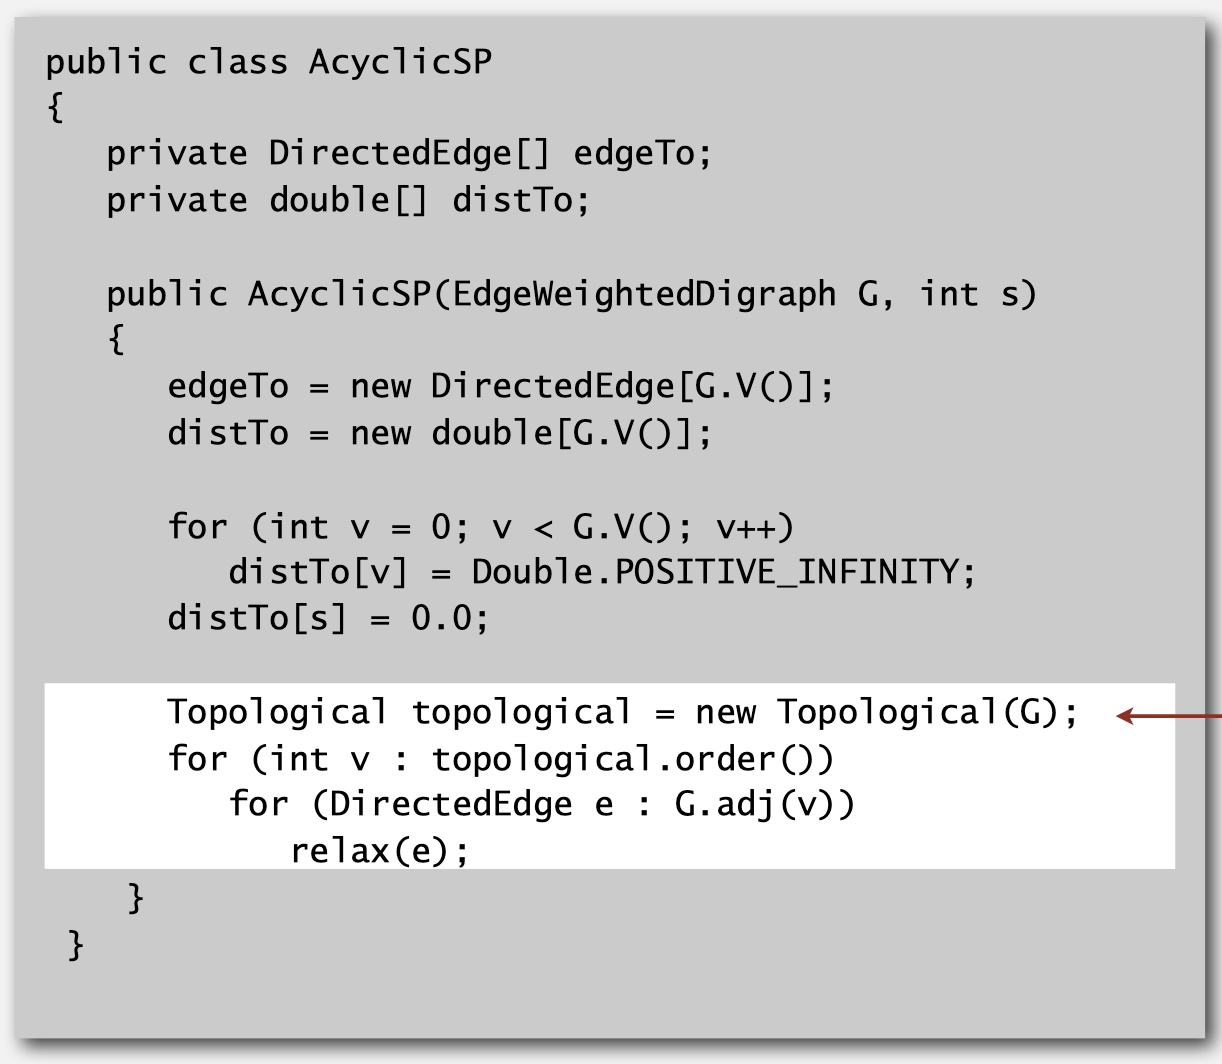 public class AcyclicSP
{
   private DirectedEdge[] edgeTo;
   private double[] distTo;

   public AcyclicSP(EdgeWeightedDigraph G, int s)
   {
      edgeTo = new DirectedEdge[G.V()];
      distTo = new double[G.V()];

      for (int v = 0; v < G.V(); v++)
         distTo[v] = Double.POSITIVE_INFINITY;
      distTo[s] = 0.0;

      Topological topological = new Topological(G);
      for (int v : topological.order())
         for (DirectedEdge e : G.adj(v))
            relax(e);
    }
 }